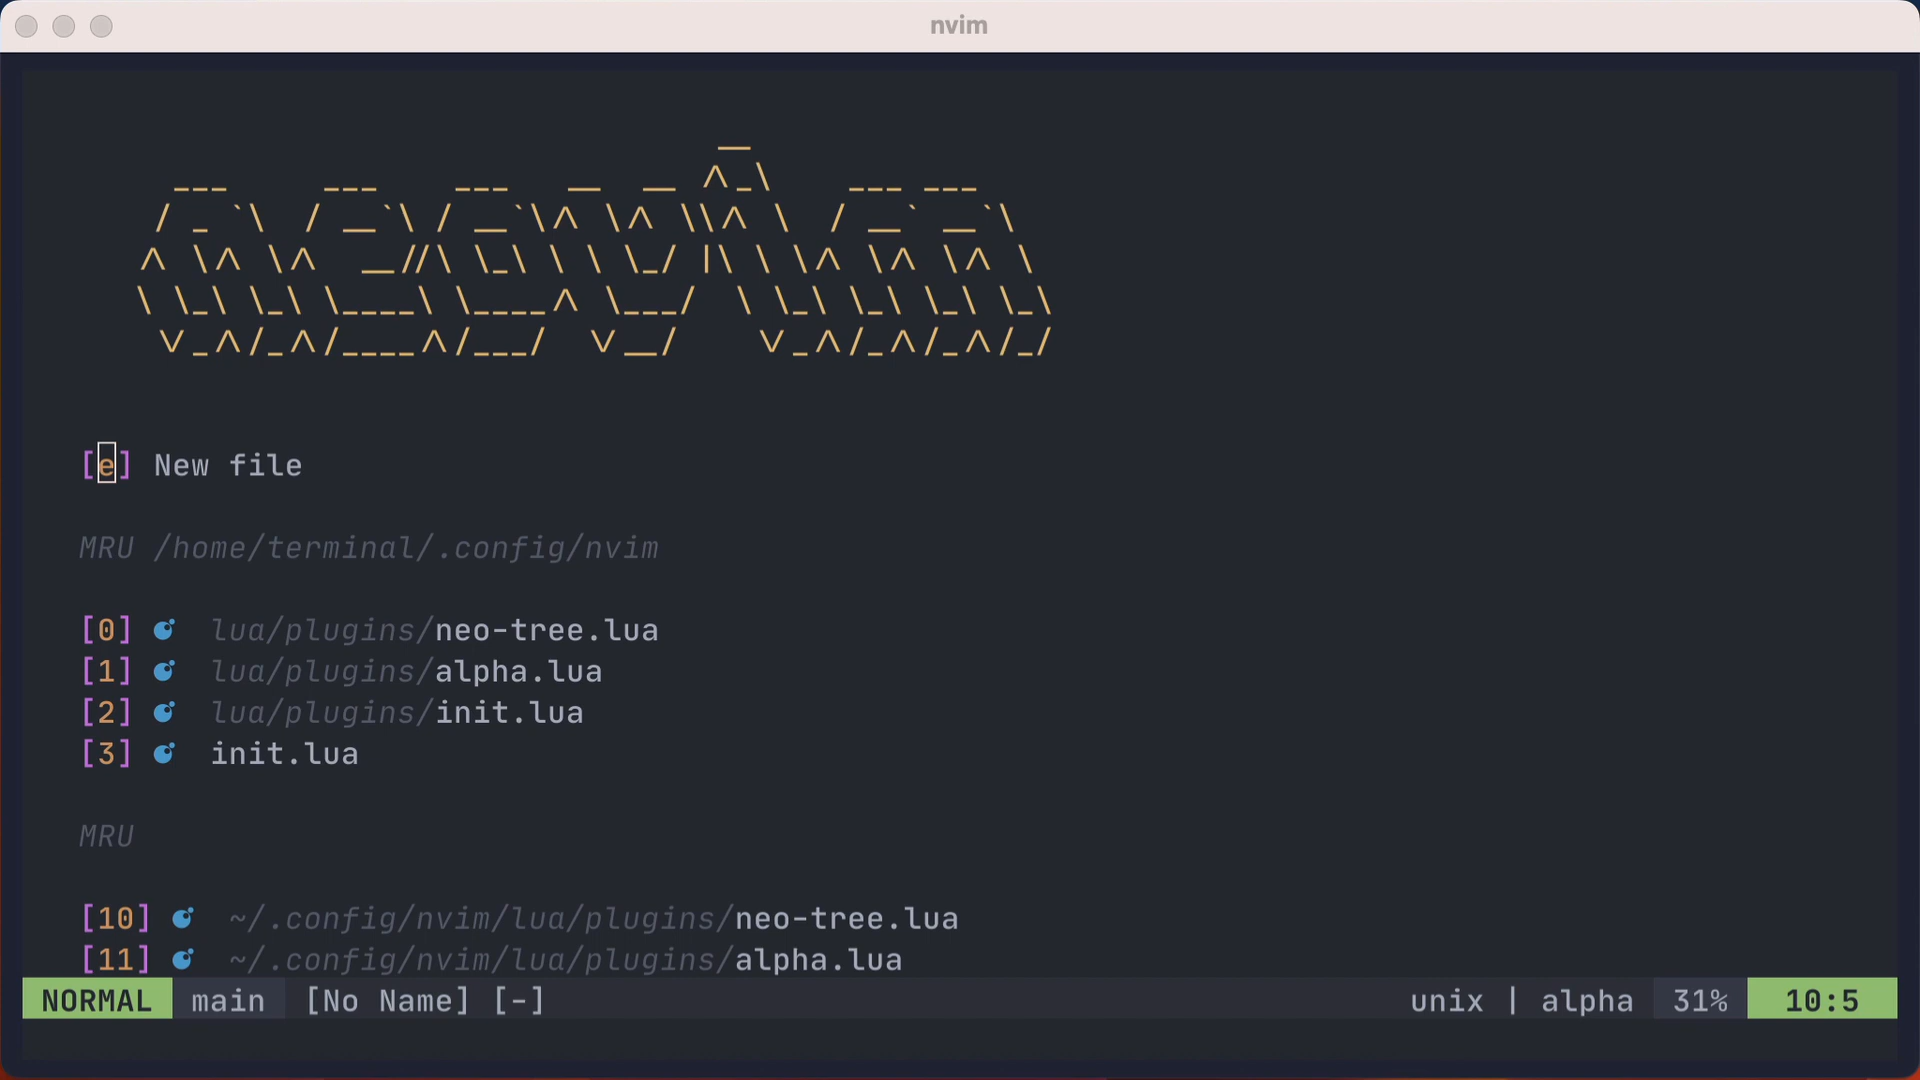 nvim
neovim
[e] New file
MRU /home/terminal/.config/nvim
[0] lua/plugins/neo-tree.lua
[1] lua/plugins/alpha.lua
[2] lua/plugins/init.lua
[3] init.lua
MRU
[10] ~/.config/nvim/lua/plugins/neo-tree.lua
[11] ~/.config/nvim/lua/plugins/alpha.lua
NORMAL main [No Name] [-] unix | alpha 31% 10:5